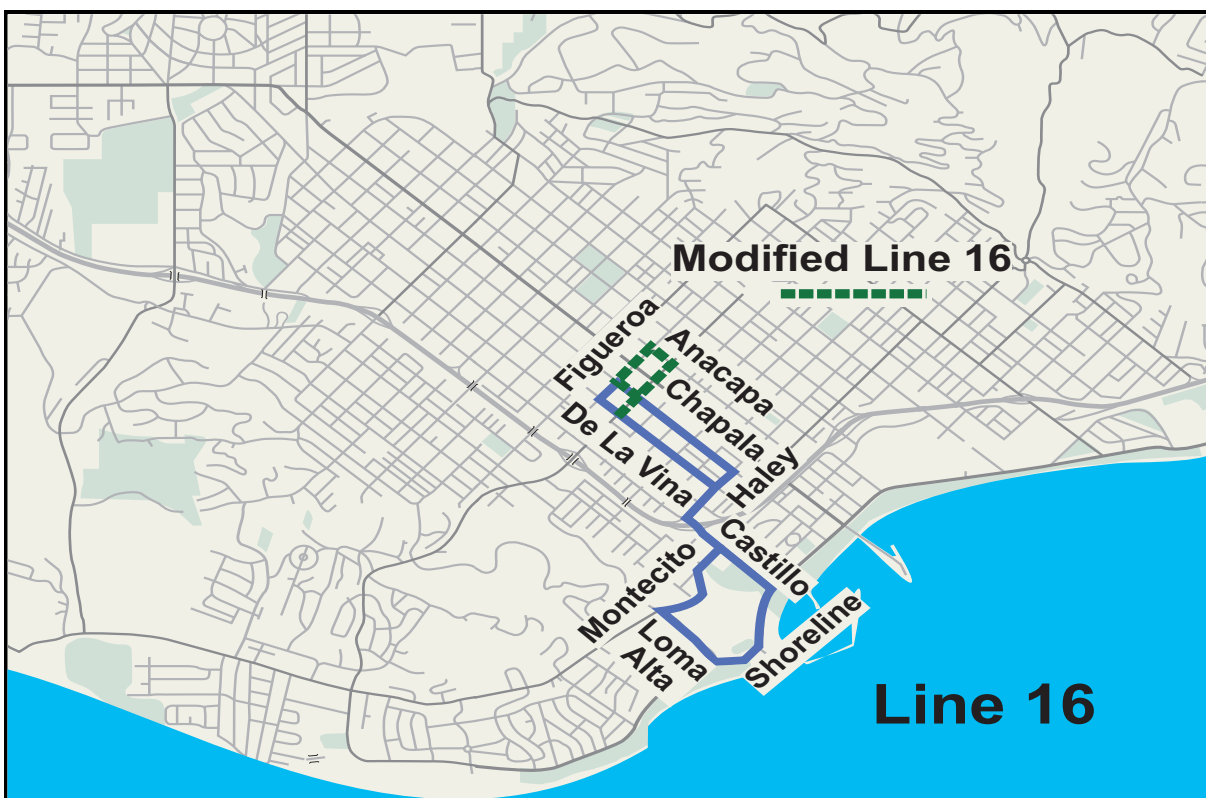 Modified Line 16
Figueroa
Anacapa
Chapala
De La Vina
Haley
Castillo
Montecito
Loma
Alta
Shoreline
Line 16